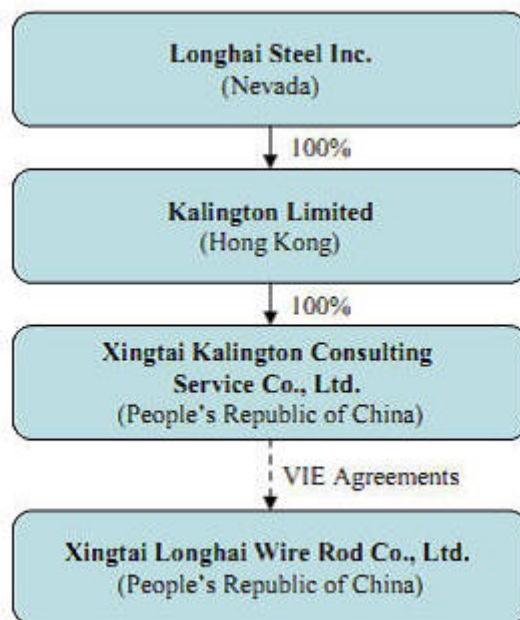 Longhai Steel Inc.
(Nevada)
100%
Kalington Limited
(Hong Kong)
100%
Xingtai Kalington Consulting
Service Co., Ltd.
(People's Republic of China)
VIE Agreements
Xingtai Longhai Wire Rod Co., Ltd.
(People's Republic of China)